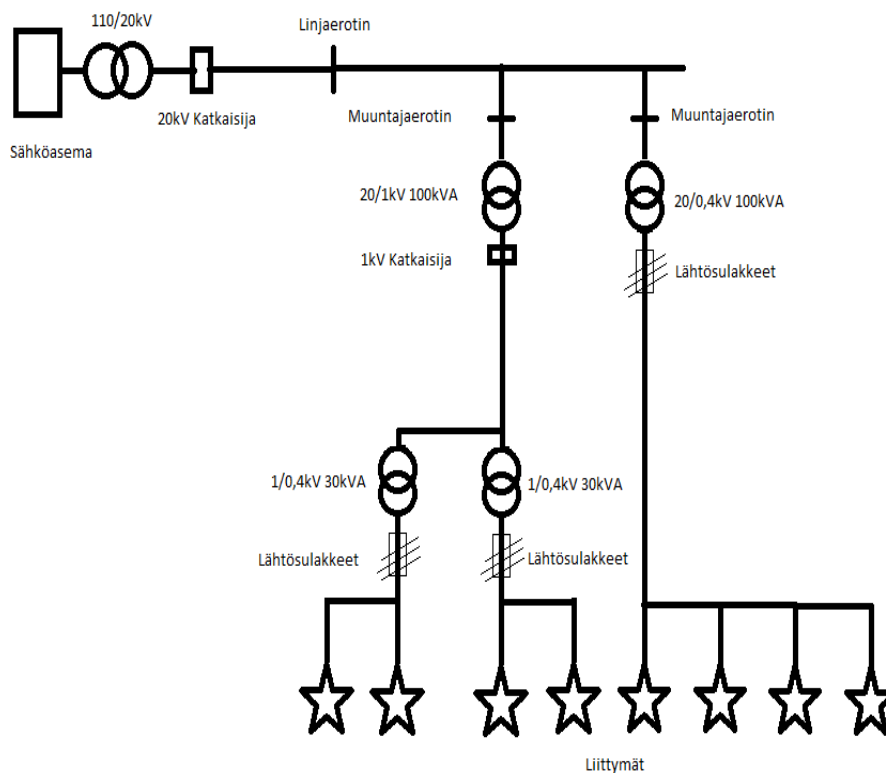 110/20kV
Linjaerotin
20kV Katkaisija
Muuntajaerotin
Muuntajaerotin
Sähköasema
20/1kV 100kVA
20/0,4kV 100kVA
1kV Katkaisija
Lähtösulakkeet
1/0,4kV 30kVA
1/0,4kV 30kVA
Lähtösulakkeet
Lähtösulakkeet
Liittymät